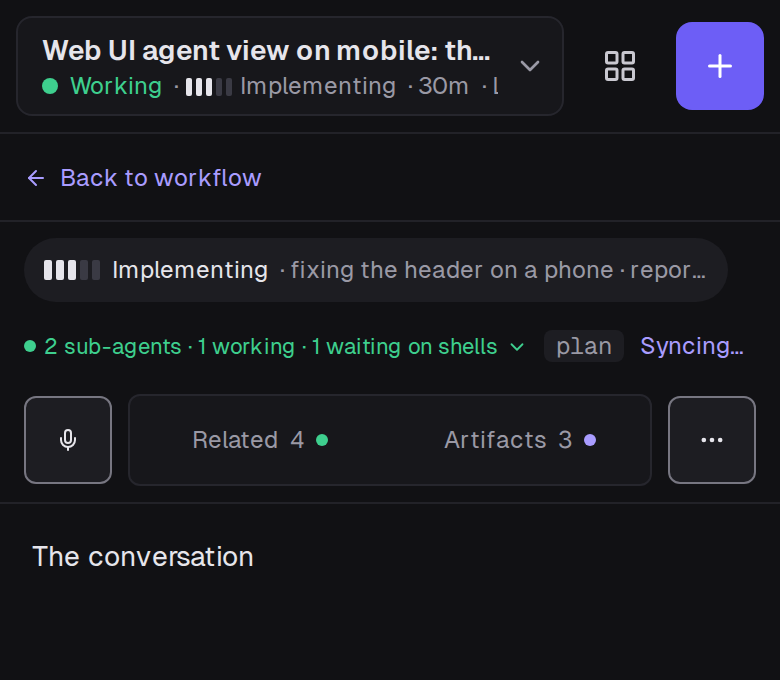 Web UI agent view on mobile: th…
Working · Implementing · 30m ·
Back to workflow
Implementing · fixing the header on a phone · repor…
2 sub-agents · 1 working · 1 waiting on shells
plan
Syncing…
Related 4
Artifacts 3
The conversation